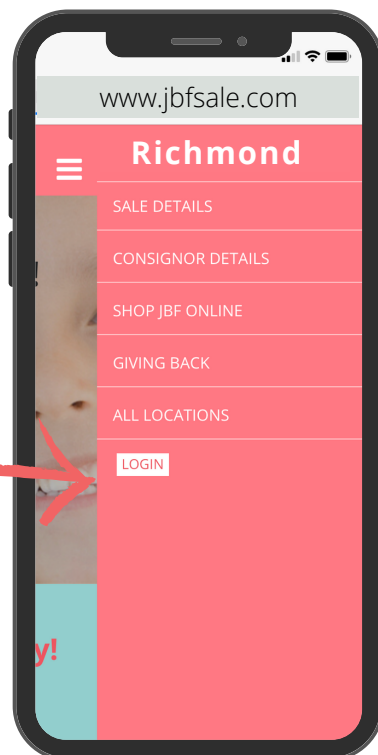 www.jbfsale.com
Richmond
SALE DETAILS
CONSIGNOR DETAILS
SHOP JBF ONLINE
GIVING BACK
ALL LOCATIONS
LOGIN
y!